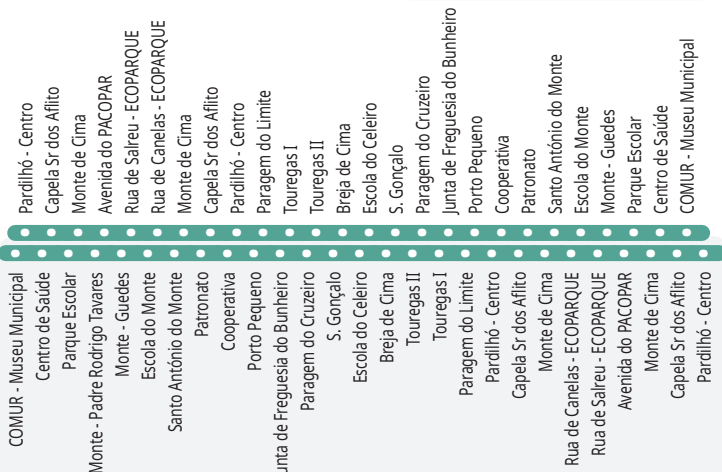 Pardilhó - Centro
Capela Sr dos Aflito
Monte de Cima
Avenida do PACOPAR
Rua de Salreu - ECOPARQUE
Rua de Canelas - ECOPARQUE
Monte de Cima
Capela Sr dos Aflito
Pardilhó - Centro
Paragem do Limite
Touregas I
Touregas II
Breja de Cima
Escola do Celeiro
S. Gonçalo
Paragem do Cruzeiro
Junta de Freguesia do Bunheiro
Porto Pequeno
Cooperativa
Patronato
Santo António do Monte
Escola do Monte
Monte - Guedes
Parque Escolar
Centro de Saúde
COMUR - Museu Municipal
COMUR - Museu Municipal
Centro de Saúde
Parque Escolar
Monte - Padre Rodrigo Tavares
Monte - Guedes
Escola do Monte
Santo António do Monte
Patronato
Cooperativa
Porto Pequeno
unta de Freguesia do Bunheiro
Paragem do Cruzeiro
S. Gonçalo
Escola do Celeiro
Breja de Cima
Touregas II
Touregas I
Paragem do Limite
Pardilhó - Centro
Capela Sr dos Aflito
Monte de Cima
Rua de Canelas - ECOPARQUE
Rua de Salreu - ECOPARQUE
Avenida do PACOPAR
Monte de Cima
Capela Sr dos Aflito
Pardilhó - Centro